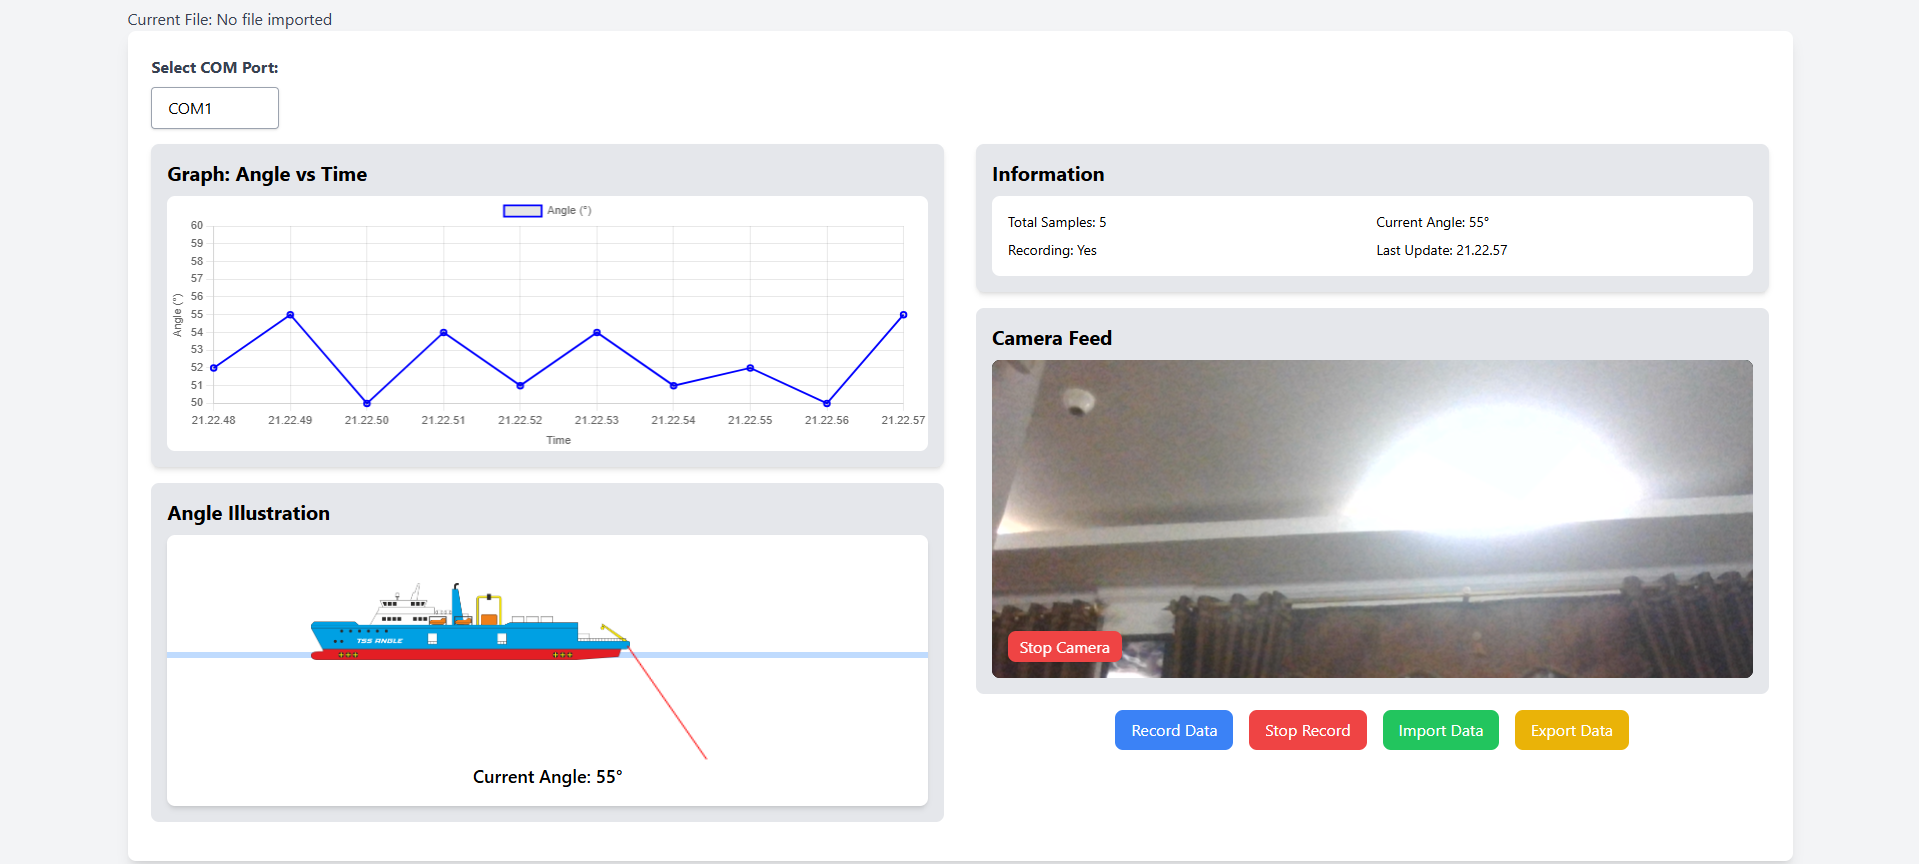 Current File: No file imported
Select COM Port:
COM1
Graph: Angle vs Time
Angle (°)
60
59
58
57
56
55
54
53
52
51
50
Angle (°)
21.22.48 21.22.49 21.22.50 21.22.51 21.22.52 21.22.53 21.22.54 21.22.55 21.22.56 21.22.57
Time
Angle Illustration
TSS ANGLE
Current Angle: 55°
Information
Total Samples: 5 Current Angle: 55°
Recording: Yes Last Update: 21.22.57
Camera Feed
Stop Camera
Record Data Stop Record Import Data Export Data